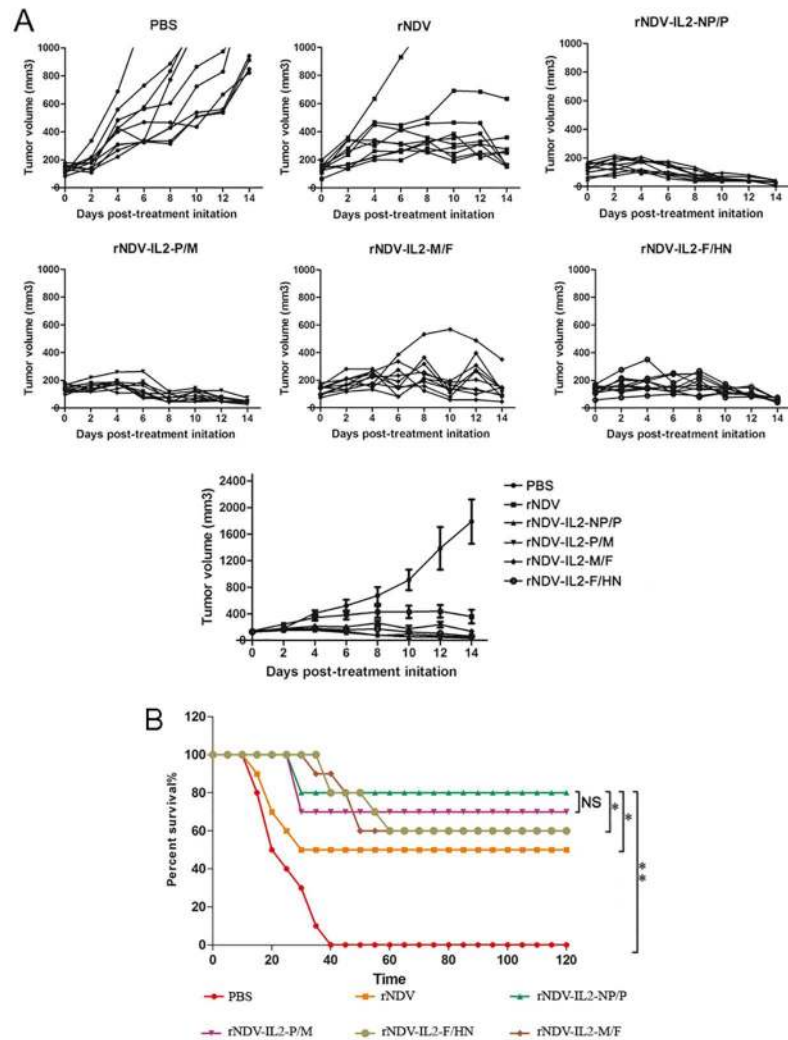 A
PBS
rNDV
rNDV-IL2-NP/P
Tumor volume (mm3)
1000
800
600
400
200
0
0 2 4 6 8 10 12 14
Days post-treatment initation
Tumor volume (mm3)
1000
800
600
400
200
0
0 2 4 6 8 10 12 14
Days post-treatment initation
Tumor volume (mm3)
1000
800
600
400
200
0
0 2 4 6 8 10 12 14
Days post-treatment initation
rNDV-IL2-P/M
rNDV-IL2-M/F
rNDV-IL2-F/HN
Tumor volume (mm3)
1000
800
600
400
200
0
0 2 4 6 8 10 12 14
Days post-treatment initation
Tumor volume (mm3)
1000
800
600
400
200
0
0 2 4 6 8 10 12 14
Days post-treatment initation
Tumor volume (mm3)
1000
800
600
400
200
0
0 2 4 6 8 10 12 14
Days post-treatment initation
Tumor volume (mm3)
2400
2000
1600
1200
800
400
0
0 2 4 6 8 10 12 14
Days post-treatment initation
PBS
rNDV
rNDV-IL2-NP/P
rNDV-IL2-P/M
rNDV-IL2-M/F
rNDV-IL2-F/HN
B
Percent survival%
120
100
80
60
40
20
0
0 20 40 60 80 100 120
Time
NS
*
*
**
PBS
rNDV
rNDV-IL2-NP/P
rNDV-IL2-P/M
rNDV-IL2-F/HN
rNDV-IL2-M/F